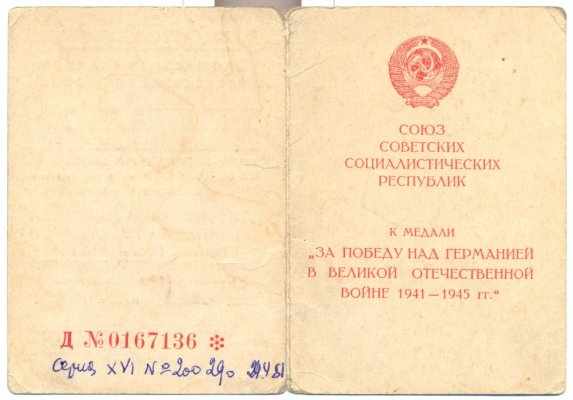 Д №0167136 *
Серия XVI № 200290
СОЮЗ
СОВЕТСКИХ
СОЦИАЛИСТИЧЕСКИХ
РЕСПУБЛИК
К МЕДАЛИ
„ЗА ПОБЕДУ НАД ГЕРМАНИЕЙ
В ВЕЛИКОЙ ОТЕЧЕСТВЕННОЙ
ВОЙНЕ 1941—1945 гг.“